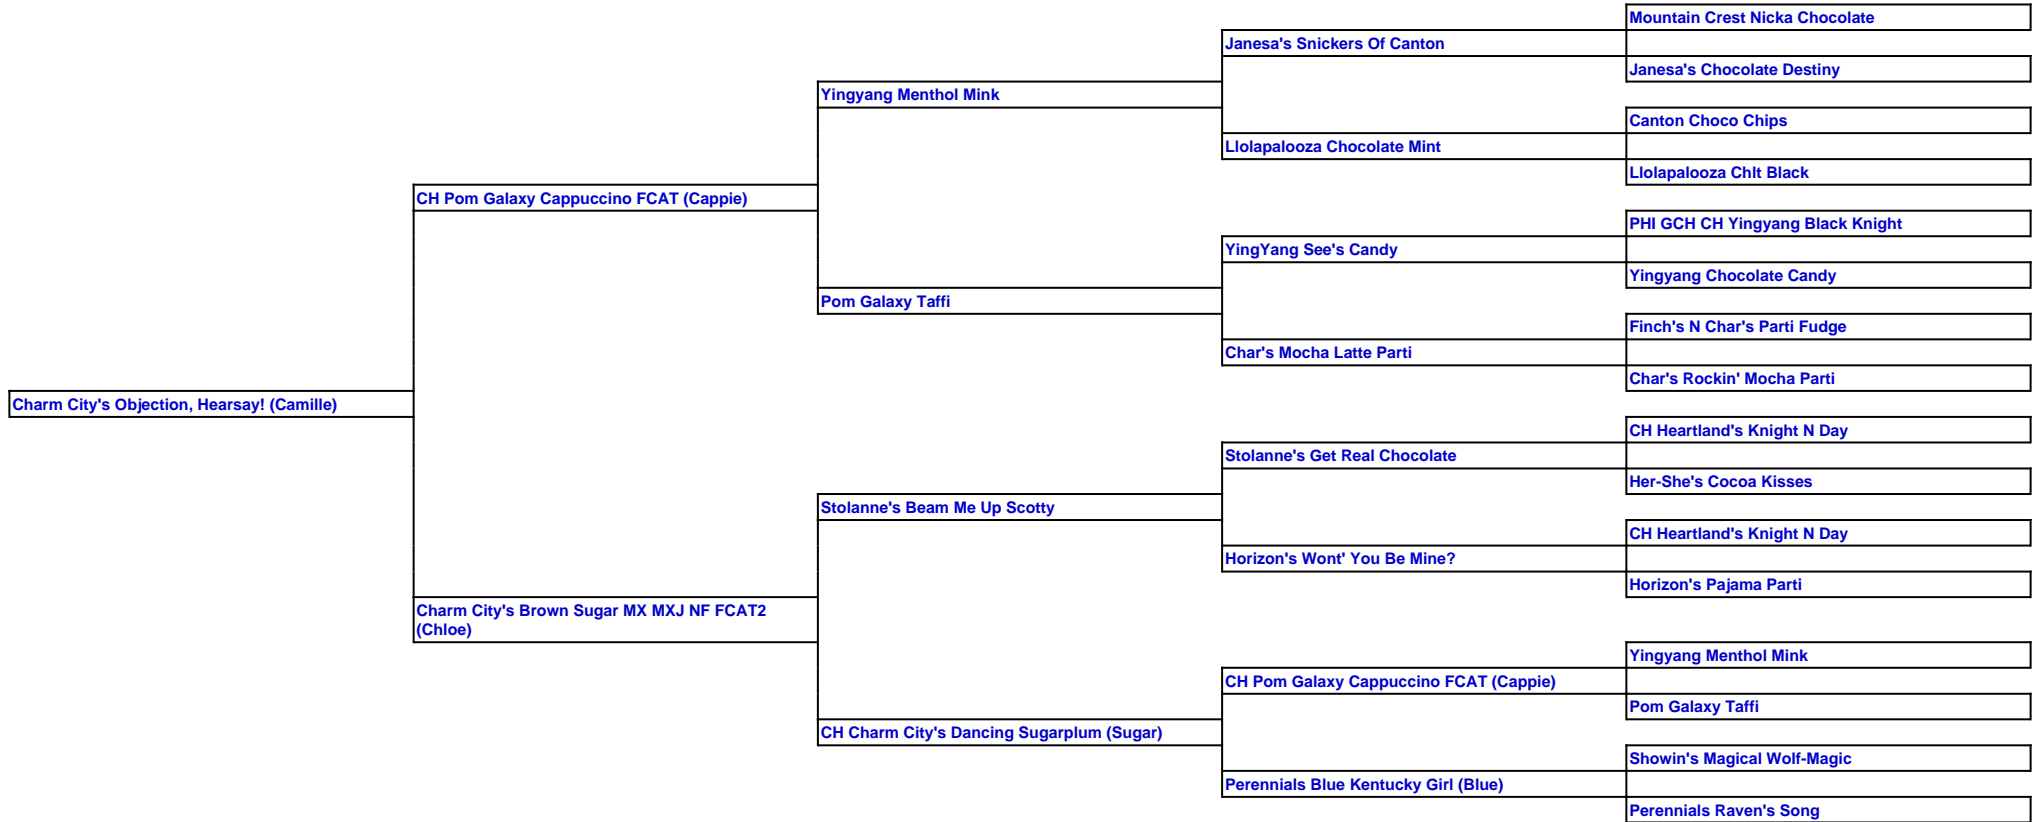 Mountain Crest Nicka Chocolate
Janesa's Snickers Of Canton
Janesa's Chocolate Destiny
Yingyang Menthol Mink
Canton Choco Chips
Llolapalooza Chocolate Mint
Llolapalooza Chlt Black
CH Pom Galaxy Cappuccino FCAT (Cappie)
PHI GCH CH Yingyang Black Knight
YingYang See's Candy
Yingyang Chocolate Candy
Pom Galaxy Taffi
Finch's N Char's Parti Fudge
Char's Mocha Latte Parti
Char's Rockin' Mocha Parti
Charm City's Objection, Hearsay! (Camille)
CH Heartland's Knight N Day
Stolanne's Get Real Chocolate
Her-She's Cocoa Kisses
Stolanne's Beam Me Up Scotty
CH Heartland's Knight N Day
Horizon's Wont' You Be Mine?
Horizon's Pajama Parti
Charm City's Brown Sugar MX MXJ NF FCAT2
(Chloe)
Yingyang Menthol Mink
CH Pom Galaxy Cappuccino FCAT (Cappie)
Pom Galaxy Taffi
CH Charm City's Dancing Sugarplum (Sugar)
Showin's Magical Wolf-Magic
Perennials Blue Kentucky Girl (Blue)
Perennials Raven's Song